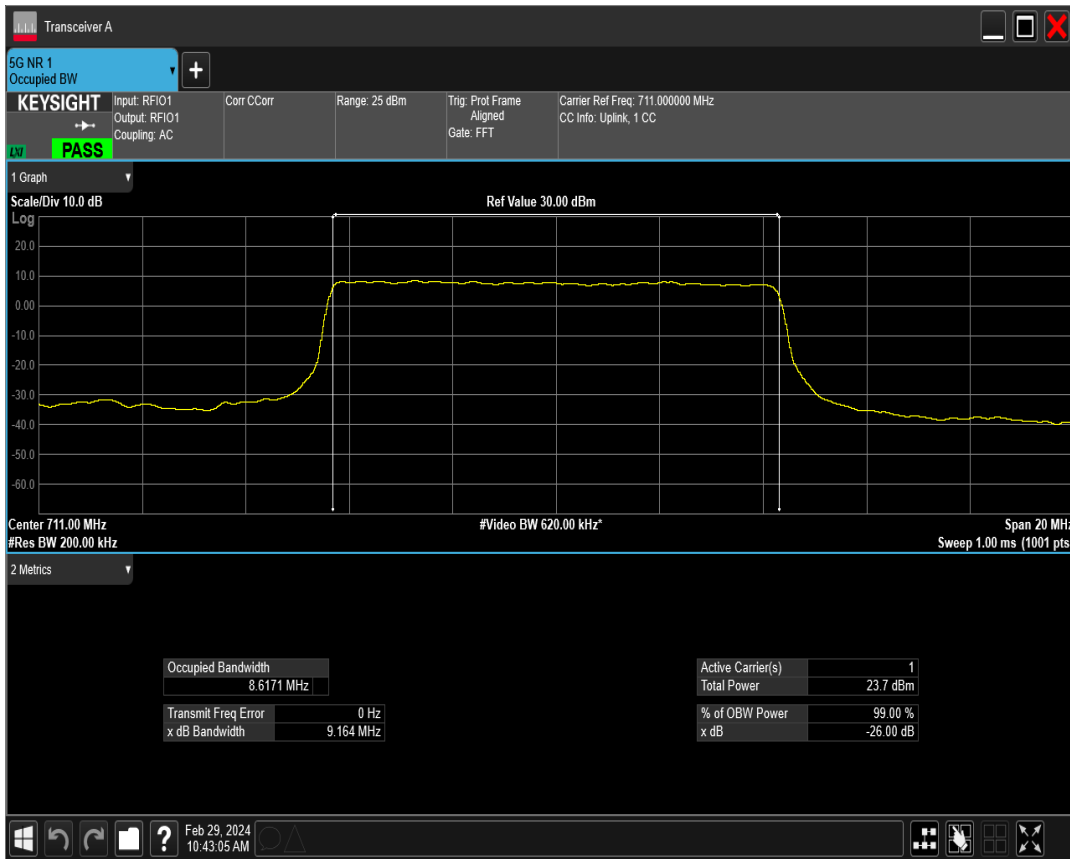 Transceiver A
5G NR 1
Occupied BW
+
KEYSIGHT
LXI
PASS
Input: RFIO1
Output: RFIO1
Coupling: AC
Corr CCorr
Range: 25 dBm
Trig: Prot Frame
Aligned
Gate: FFT
Carrier Ref Freq: 711.000000 MHz
CC Info: Uplink, 1 CC
1 Graph
Scale/Div 10.0 dB
Ref Value 30.00 dBm
Log
20.0
10.0
0.00
-10.0
-20.0
-30.0
-40.0
-50.0
-60.0
Center 711.00 MHz
#Video BW 620.00 kHz*
Span 20 MHz
#Res BW 200.00 kHz
Sweep 1.00 ms (1001 pts
2 Metrics
Occupied Bandwidth
8.6171 MHz
Transmit Freq Error 0 Hz
x dB Bandwidth 9.164 MHz
Active Carrier(s) 1
Total Power 23.7 dBm
% of OBW Power 99.00 %
x dB -26.00 dB
?
Feb 29, 2024
10:43:05 AM